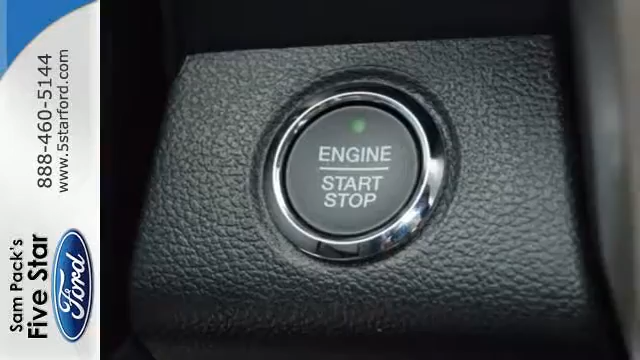 Sam Pack's
Five Star
Ford
888-460-5144
www.5starford.com
ENGINE
START
STOP